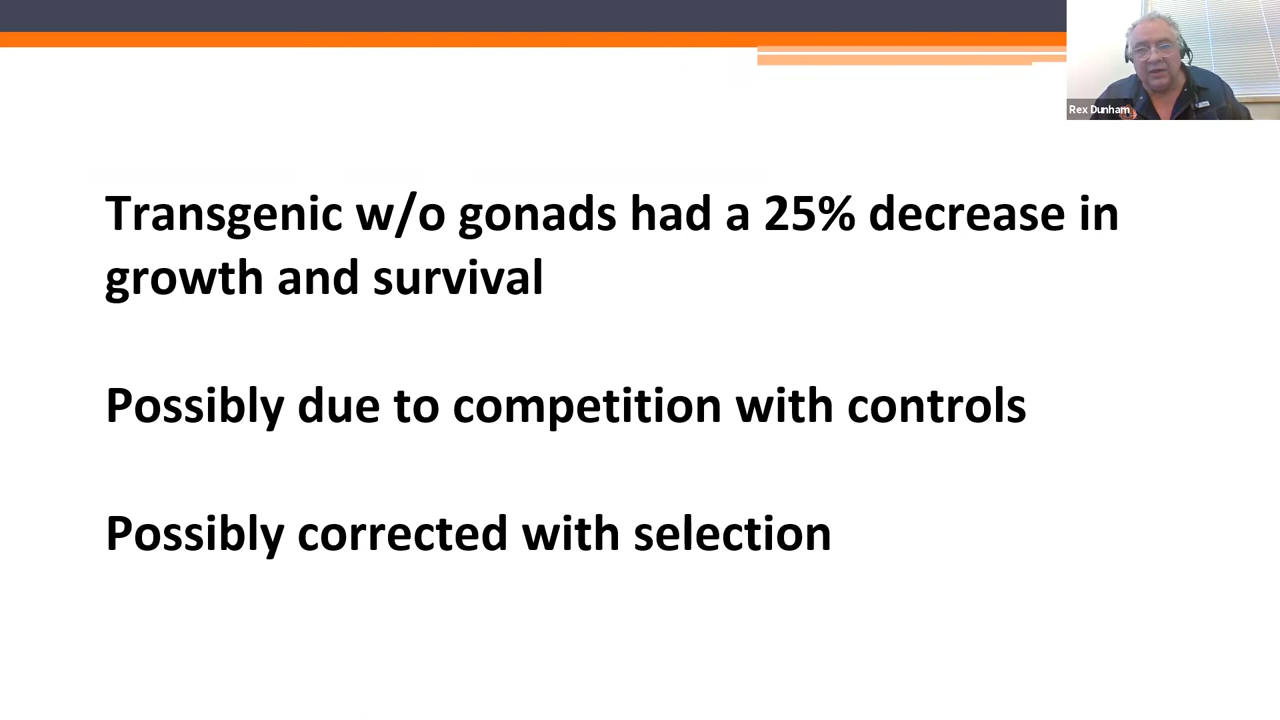 Rex Dunham
Transgenic w/o gonads had a 25% decrease in
growth and survival
Possibly due to competition with controls
Possibly corrected with selection